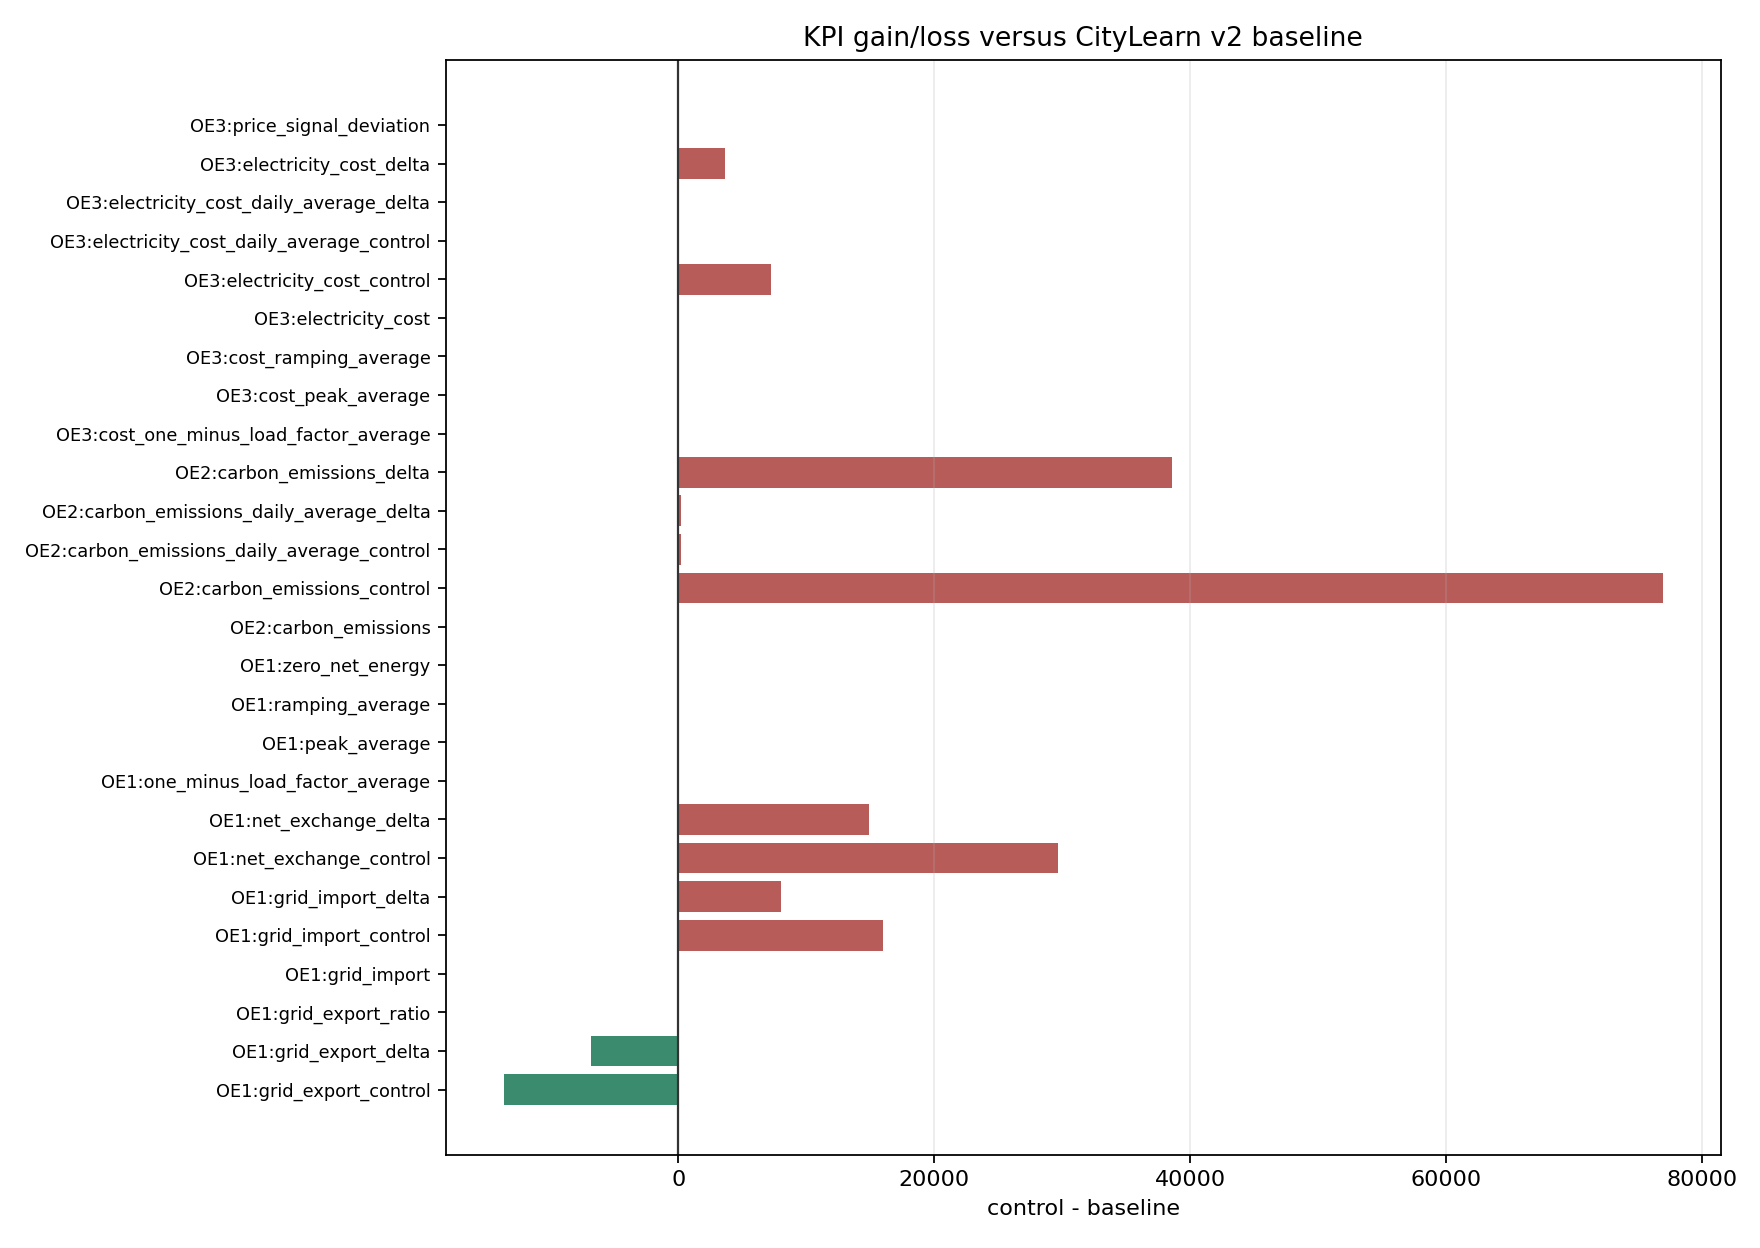 KPI gain/loss versus CityLearn v2 baseline
OE3:price_signal_deviation
OE3:electricity_cost_delta
OE3:electricity_cost_daily_average_delta
OE3:electricity_cost_daily_average_control
OE3:electricity_cost_control
OE3:electricity_cost
OE3:cost_ramping_average
OE3:cost_peak_average
OE3:cost_one_minus_load_factor_average
OE2:carbon_emissions_delta
OE2:carbon_emissions_daily_average_delta
OE2:carbon_emissions_daily_average_control
OE2:carbon_emissions_control
OE2:carbon_emissions
OE1:zero_net_energy
OE1:ramping_average
OE1:peak_average
OE1:one_minus_load_factor_average
OE1:net_exchange_delta
OE1:net_exchange_control
OE1:grid_import_delta
OE1:grid_import_control
OE1:grid_import
OE1:grid_export_ratio
OE1:grid_export_delta
OE1:grid_export_control
0 20000 40000 60000 80000
control - baseline